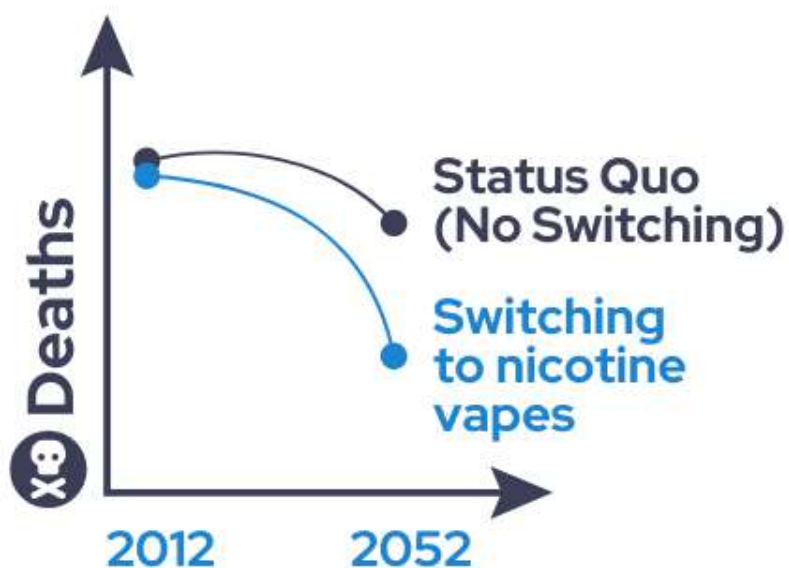 Deaths
Status Quo
(No Switching)
Switching
to nicotine
vapes
2012
2052